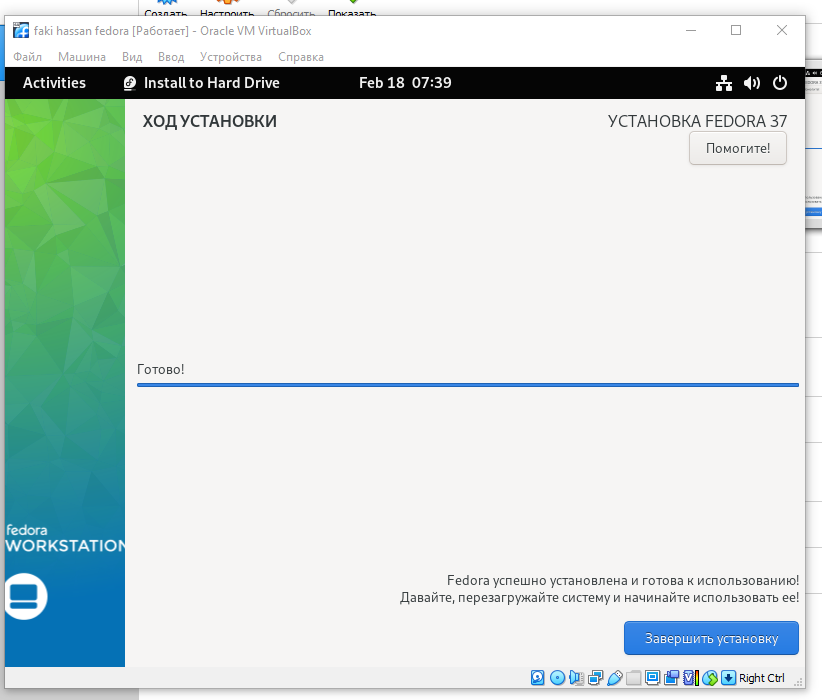 Создать Настроить Сбросить Показать
faki hassan fedora [Работает] - Oracle VM VirtualBox
Файл Машина Вид Ввод Устройства Справка
Activities Install to Hard Drive Feb 18 07:39
ХОД УСТАНОВКИ УСТАНОВКА FEDORA 37
Помогите!
Готово!
fedora
WORKSTATION
Fedora успешно установлена и готова к использованию!
Давайте, перезагружайте систему и начинайте использовать ее!
Завершить установку
Right Ctrl